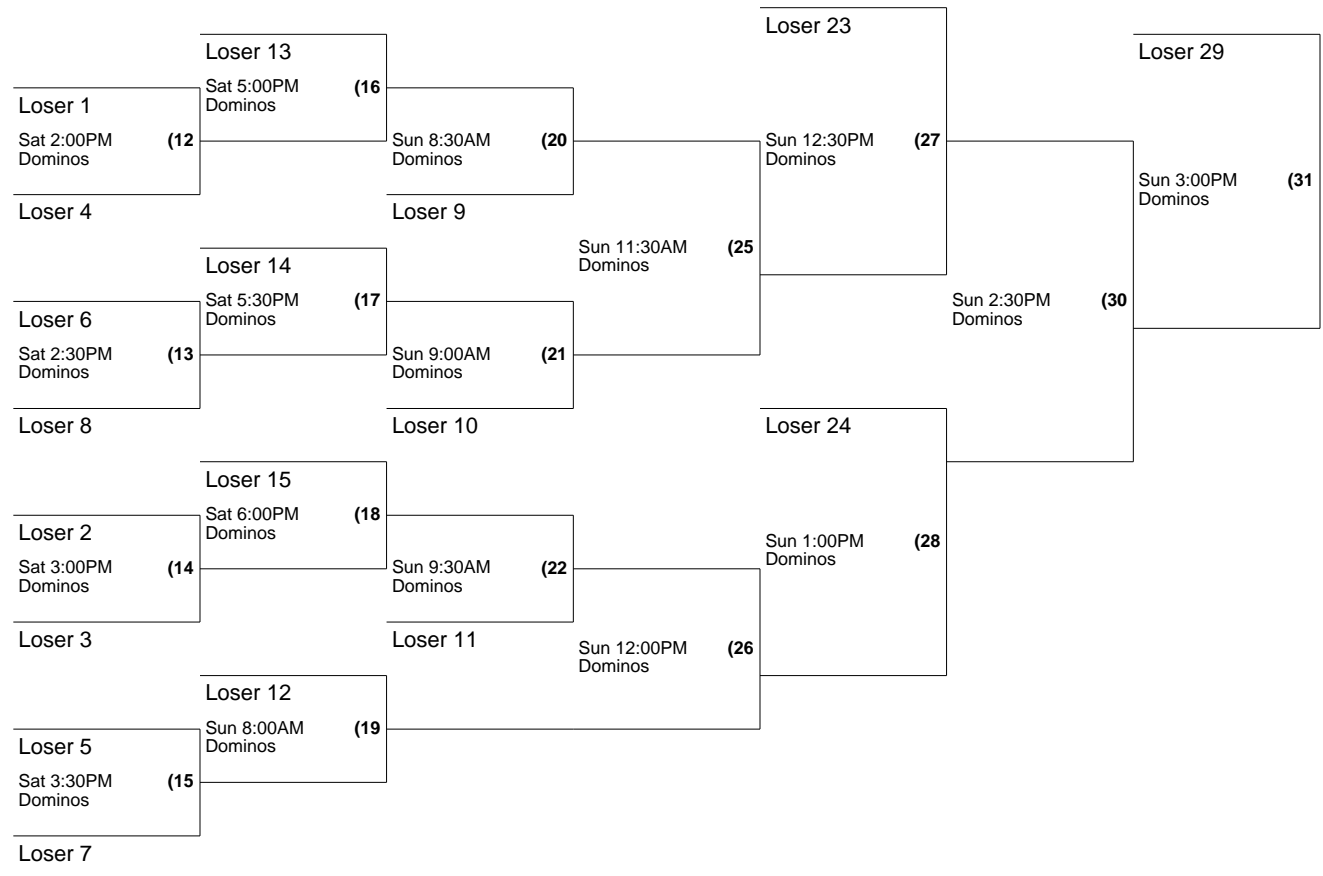 Loser 23
Loser 13
Loser 29
Sat 5:00PM (16
Dominos
Loser 1
Sat 2:00PM (12
Dominos
Sun 8:30AM (20
Dominos
Sun 12:30PM (27
Dominos
Sun 3:00PM (31
Dominos
Loser 4
Loser 9
Sun 11:30AM (25
Dominos
Loser 14
Sat 5:30PM (17
Dominos
Sun 2:30PM (30
Dominos
Loser 6
Sat 2:30PM (13
Dominos
Sun 9:00AM (21
Dominos
Loser 8
Loser 10
Loser 24
Loser 15
Sat 6:00PM (18
Dominos
Loser 2
Sun 1:00PM (28
Dominos
Sat 3:00PM (14
Dominos
Sun 9:30AM (22
Dominos
Loser 3
Loser 11
Sun 12:00PM (26
Dominos
Loser 12
Sun 8:00AM (19
Dominos
Loser 5
Sat 3:30PM (15
Dominos
Loser 7